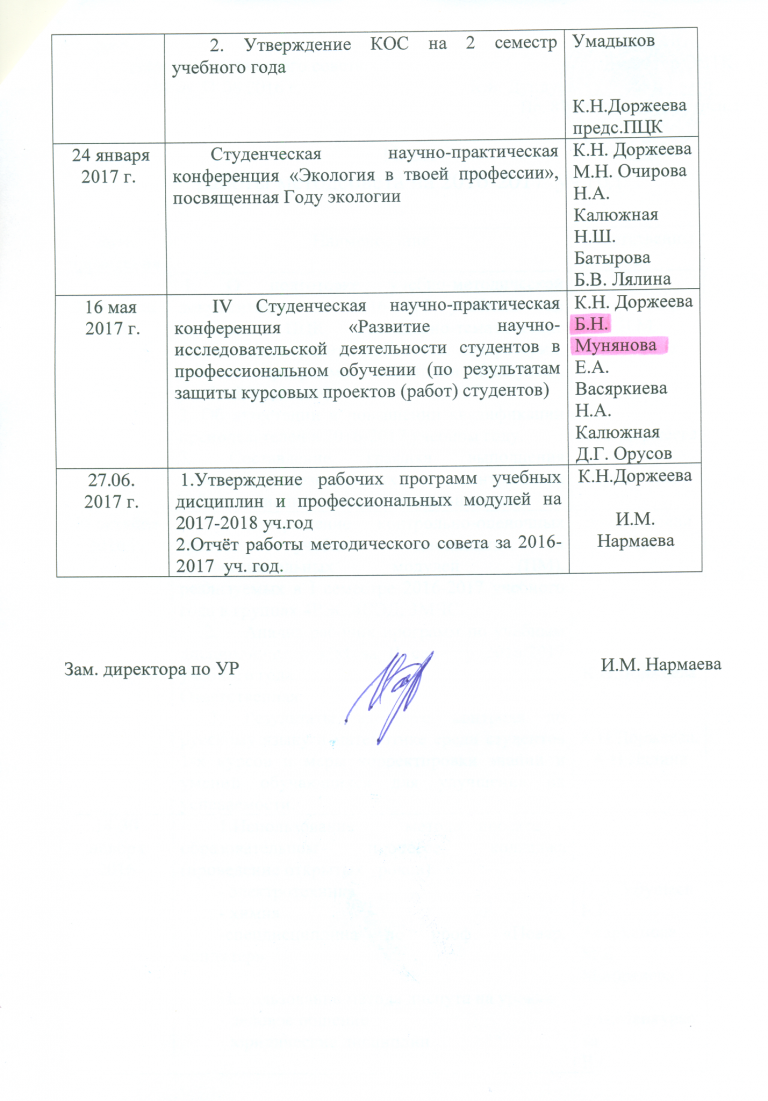 2. Утверждение КОС на 2 семестр
учебного года
Умадыков
К.Н.Доржеева
предс.ПЦК
24 января
2017 г.
Студенческая научно-практическая
конференция «Экология в твоей профессии»,
посвященная Году экологии
К.Н. Доржеева
М.Н. Очирова
Н.А.
Калюжная
Н.Ш.
Батырова
Б.В. Лялина
16 мая
2017 г.
IV Студенческая научно-практическая
конференция «Развитие научно-
исследовательской деятельности студентов в
профессиональном обучении (по результатам
защиты курсовых проектов (работ) студентов)
К.Н. Доржеева
Б.Н.
Мунянова
Е.А.
Васяркиева
Н.А.
Калюжная
Д.Г. Орусов
27.06.
2017 г.
1.Утверждение рабочих программ учебных
дисциплин и профессиональных модулей на
2017-2018 уч.год
2.Отчёт работы методического совета за 2016-
2017 уч. год.
К.Н.Доржеева
И.М.
Нармаева
Зам. директора по УР
И.М. Нармаева